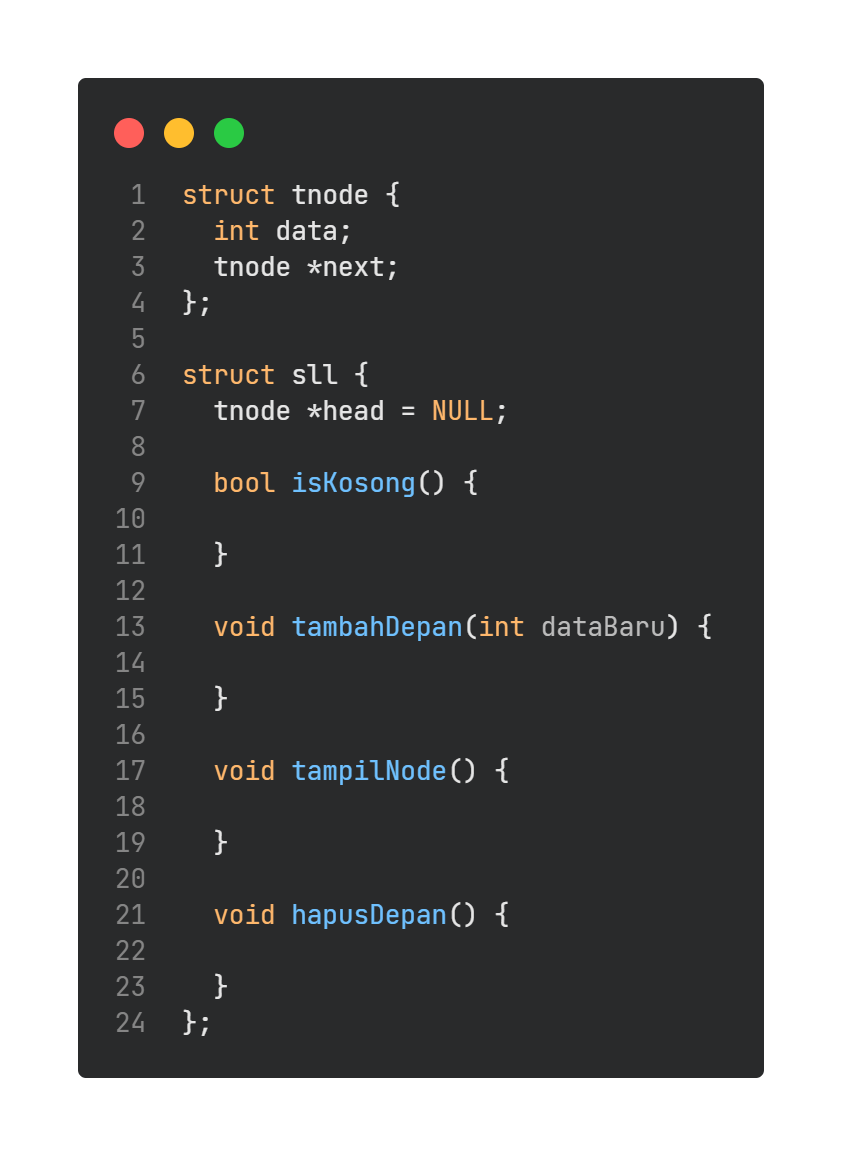 1 struct tnode {
2   int data;
3   tnode *next;
4 };
5
6 struct sll {
7   tnode *head = NULL;
8
9   bool isKosong() {
10
11   }
12
13   void tambahDepan(int dataBaru) {
14
15   }
16
17   void tampilNode() {
18
19   }
20
21   void hapusDepan() {
22
23   }
24 };